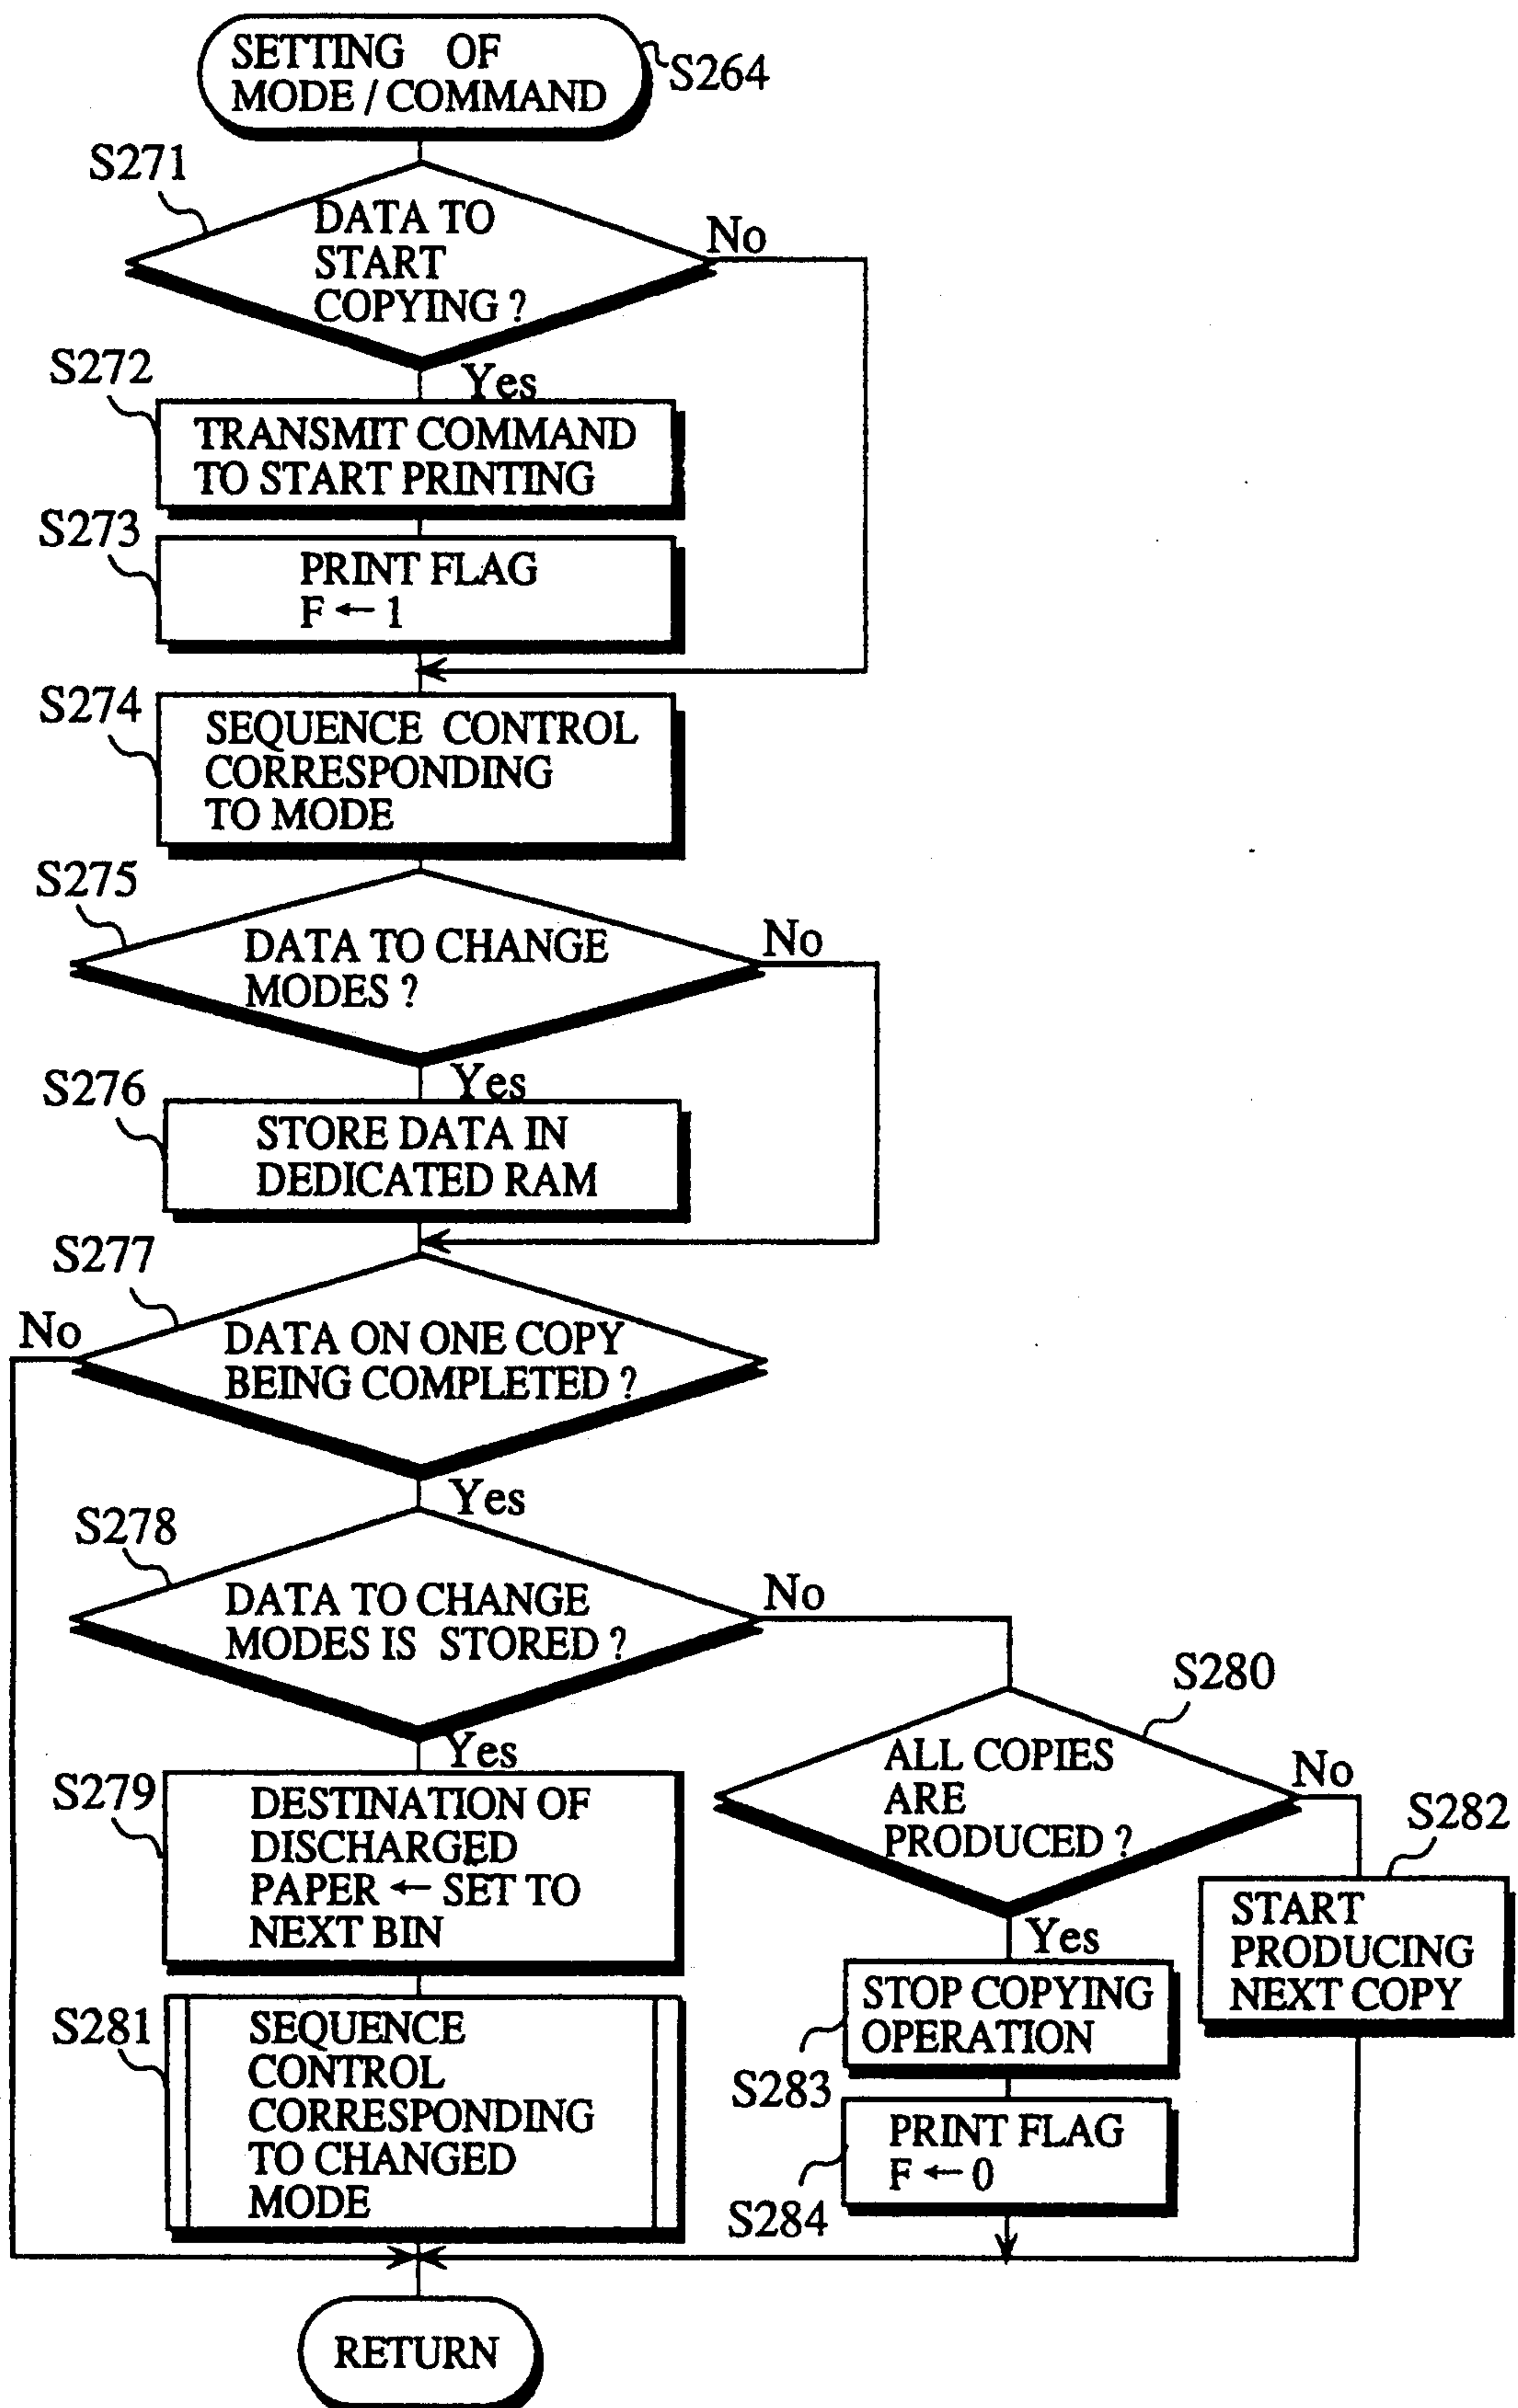 SETTING OF
MODE / COMMAND
S264
S271
DATA TO
START
COPYING ?
No
Yes
S272
TRANSMIT COMMAND
TO START PRINTING
S273
PRINT FLAG
F ← 1
S274
SEQUENCE CONTROL
CORRESPONDING
TO MODE
S275
DATA TO CHANGE
MODES ?
No
Yes
S276
STORE DATA IN
DEDICATED RAM
S277
No
DATA ON ONE COPY
BEING COMPLETED ?
Yes
S278
DATA TO CHANGE
MODES IS STORED ?
No
Yes
S279
DESTINATION OF
DISCHARGED
PAPER ← SET TO
NEXT BIN
S280
ALL COPIES
ARE
PRODUCED ?
No
Yes
S282
START
PRODUCING
NEXT COPY
S281
SEQUENCE
CONTROL
CORRESPONDING
TO CHANGED
MODE
STOP COPYING
OPERATION
S283
PRINT FLAG
F ← 0
S284
RETURN